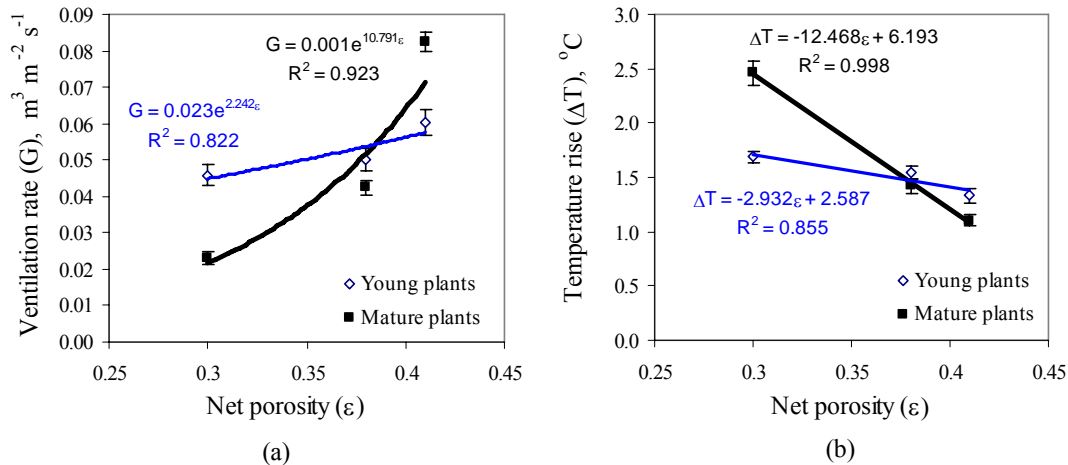 Ventilation rate (G), m³ m⁻² s⁻¹
0.09
0.08
0.07
0.06
0.05
0.04
0.03
0.02
0.01
0.00
G = 0.001e^10.791ε
R² = 0.923
G = 0.023e^2.242ε
R² = 0.822
Young plants
Mature plants
0.25 0.3 0.35 0.4 0.45
Net porosity (ε)
(a)
Temperature rise (ΔT), °C
3.0
2.5
2.0
1.5
1.0
0.5
0.0
ΔT = -12.468ε + 6.193
R² = 0.998
ΔT = -2.932ε + 2.587
R² = 0.855
Young plants
Mature plants
0.25 0.3 0.35 0.4 0.45
Net porosity (ε)
(b)